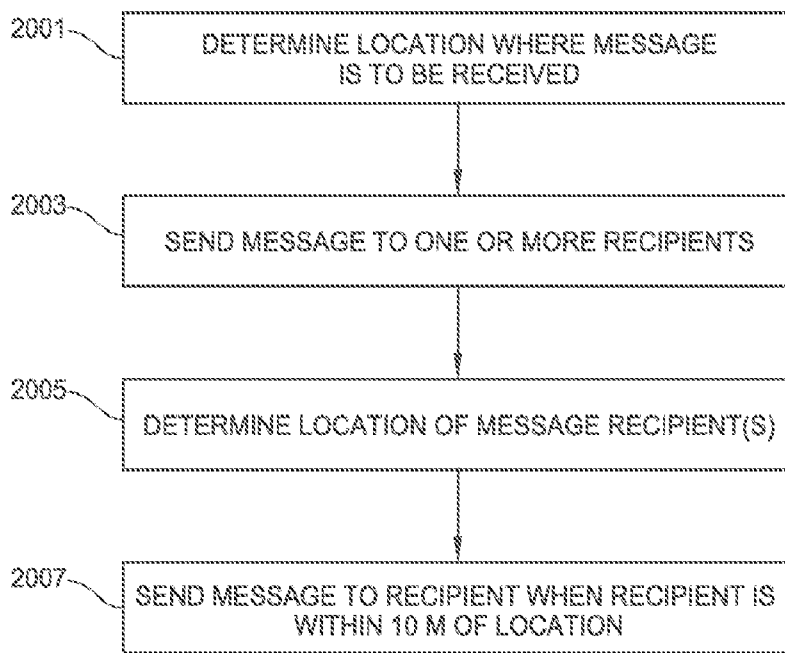 2001
DETERMINE LOCATION WHERE MESSAGE
IS TO BE RECEIVED
2003
SEND MESSAGE TO ONE OR MORE RECIPIENTS
2005
DETERMINE LOCATION OF MESSAGE RECIPIENT(S)
2007
SEND MESSAGE TO RECIPIENT WHEN RECIPIENT IS
WITHIN 10 M OF LOCATION